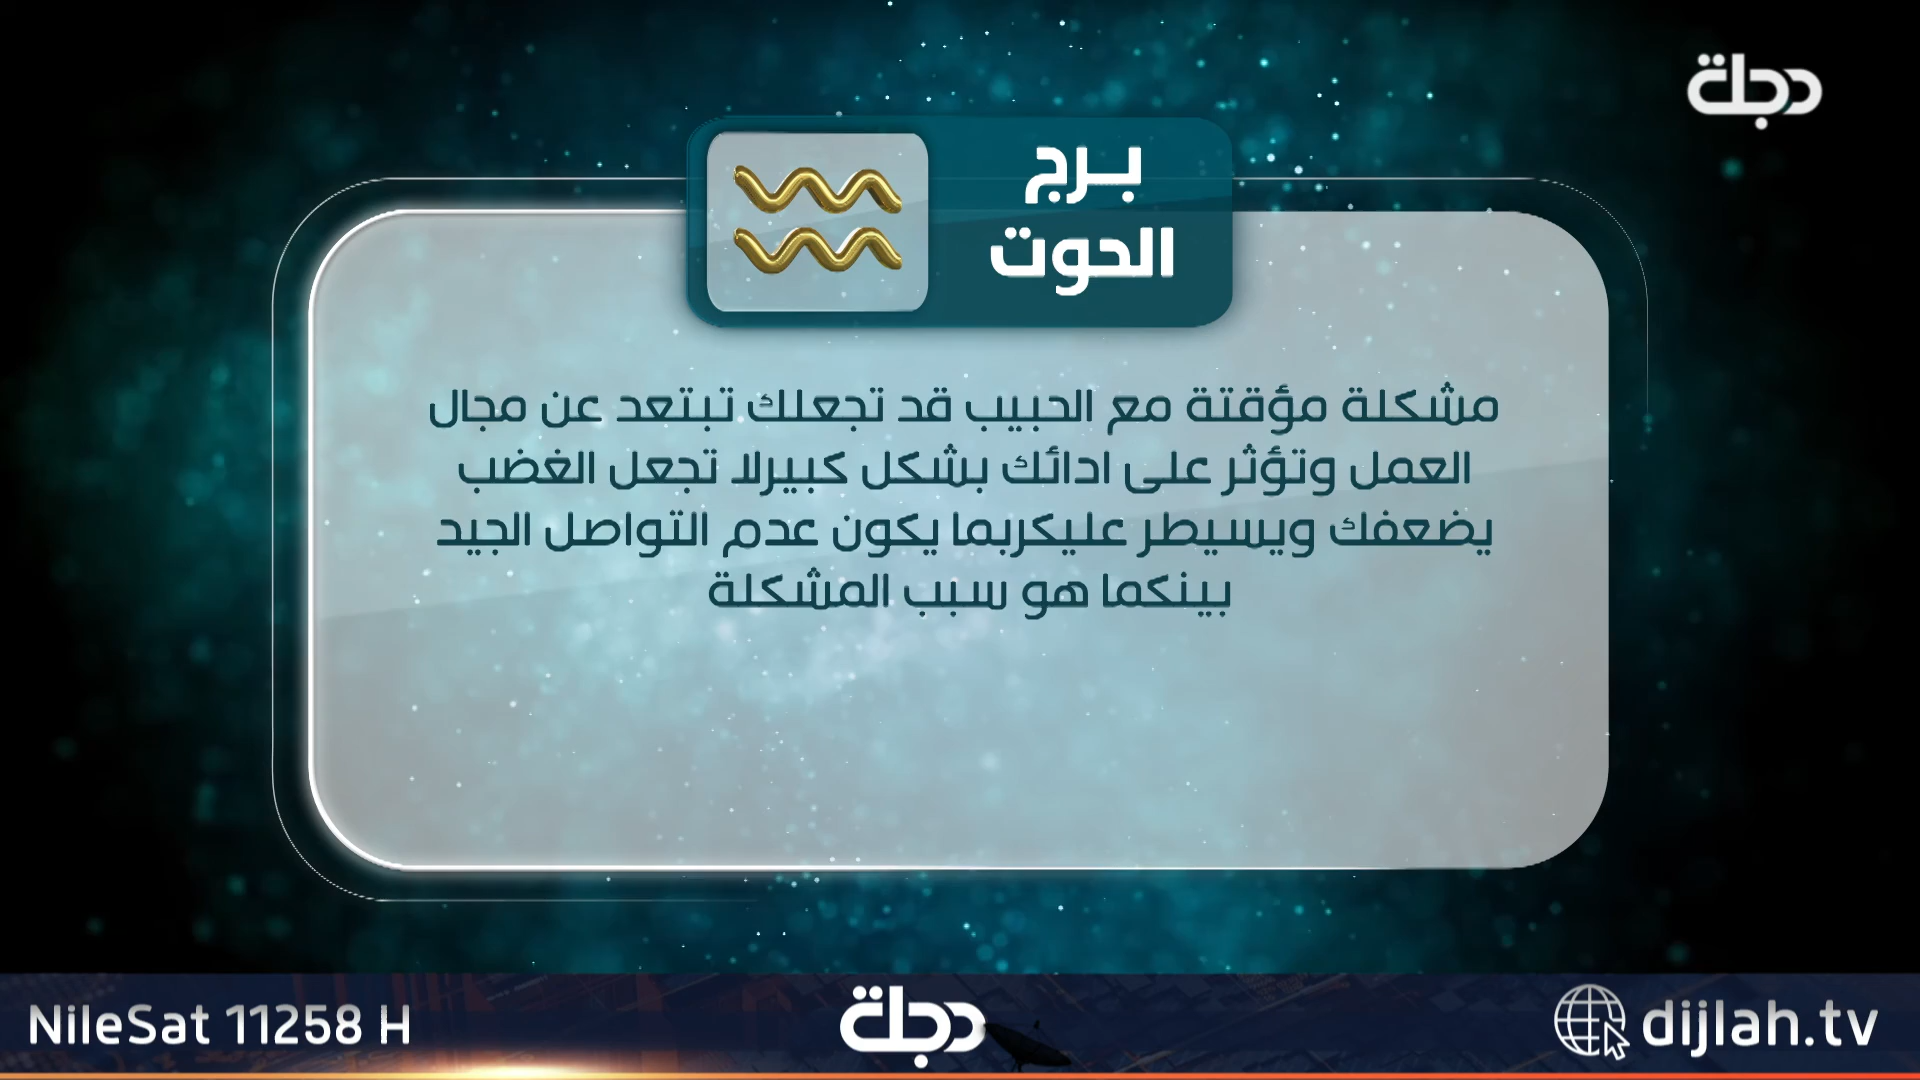 دجلة
برج
الحوت
مشكلة مؤقتة مع الحبيب قد تجعلك تبتعد عن مجال
العمل وتؤثر على ادائك بشكل كبيرلا تجعل الغضب
يضعفك ويسيطر عليكربما يكون عدم التواصل الجيد
بينكما هو سبب المشكلة
NileSat 11258 H
دجلة
dijlah.tv